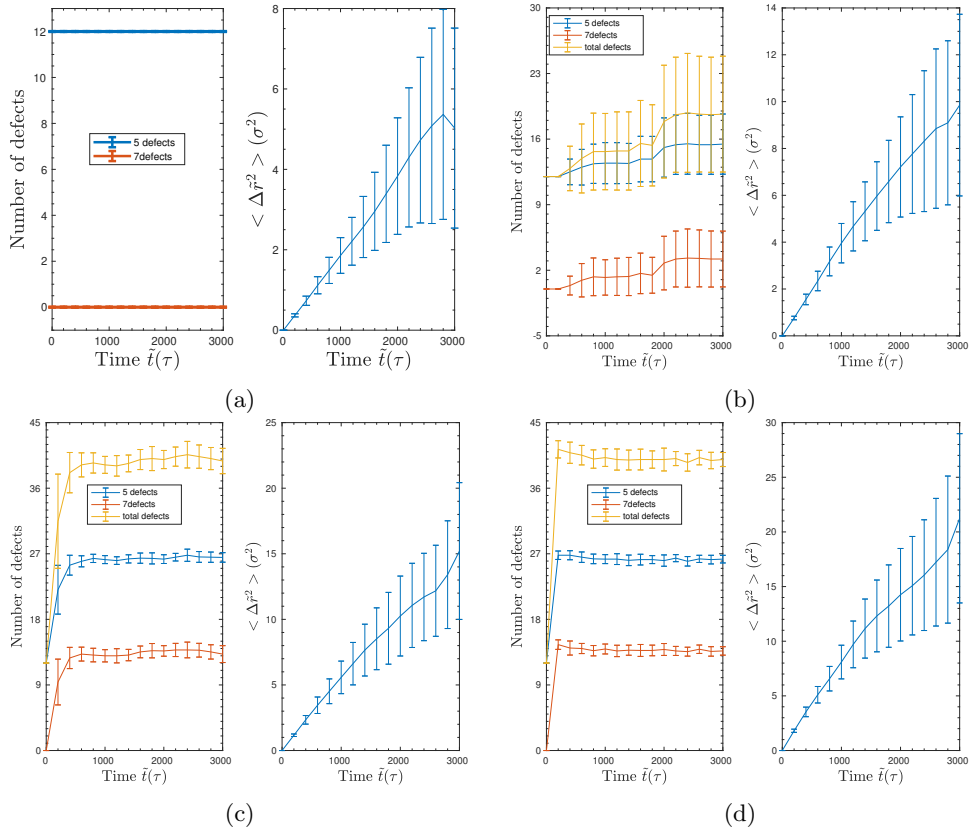 Number of defects
12
10
8
6
4
2
0
5 defects
7defects
0
1000
2000
3000
Time t̃(τ)
< Δr̃² > (σ²)
8
7
6
5
4
3
2
1
0
0
1000
2000
3000
Time t̃(τ)
(a)
Number of defects
30
23
16
9
2
-5
5 defects
7defects
total defects
0
1000
2000
3000
Time t̃(τ)
< Δr̃² > (σ²)
14
12
10
8
6
4
2
0
0
1000
2000
3000
Time t̃(τ)
(b)
Number of defects
45
36
27
18
9
0
5 defects
7defects
total defects
0
1000
2000
3000
Time t̃(τ)
< Δr̃² > (σ²)
25
20
15
10
5
0
0
1000
2000
3000
Time t̃(τ)
(c)
Number of defects
45
36
27
18
9
0
5 defects
7defects
total defects
0
1000
2000
3000
Time t̃(τ)
< Δr̃² > (σ²)
30
25
20
15
10
5
0
0
1000
2000
3000
Time t̃(τ)
(d)